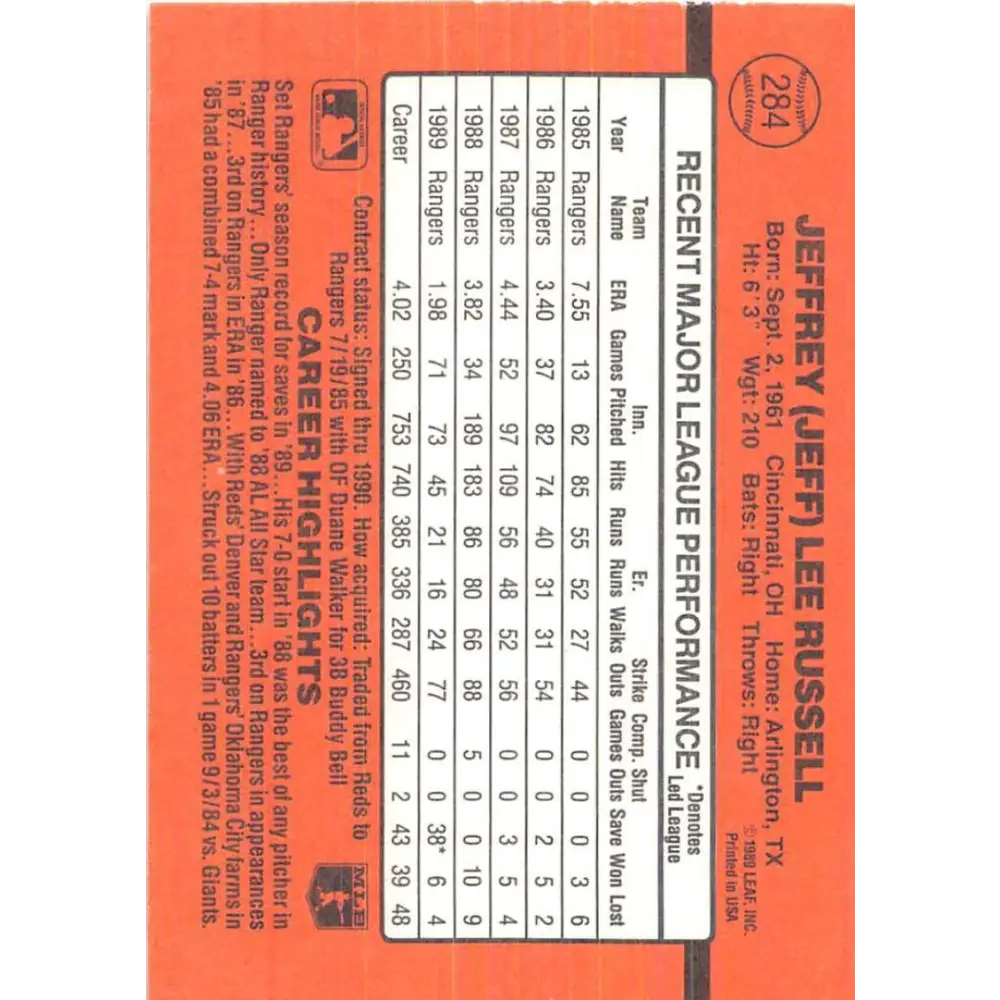 284
JEFFREY (JEFF) LEE RUSSELL
Born: Sept. 2, 1961 Cincinnati, OH Home: Arlington, TX
Ht: 6'3" Wgt: 210 Bats: Right Throws: Right
© 1989 LEAF, INC.
Printed in USA
RECENT MAJOR LEAGUE PERFORMANCE
*Denotes
Led League
Team Inn. Er. Strike Comp. Shut
Year Name ERA Games Pitched Hits Runs Runs Walks Outs Games Outs Save Won Lost
1985 Rangers 7.55 13 62 85 55 52 27 44 0 0 0 3 6
1986 Rangers 3.40 37 82 74 40 31 31 54 0 0 2 5 2
1987 Rangers 4.44 52 97 109 56 48 52 56 0 0 3 5 4
1988 Rangers 3.82 34 189 183 86 80 66 88 5 0 0 10 9
1989 Rangers 1.98 71 73 45 21 16 24 77 0 0 38* 6 4
Career 4.02 250 753 740 385 336 287 460 11 2 43 39 48
Contract status: Signed thru 1990. How acquired: Traded from Reds to
Rangers 7/19/85 with OF Duane Walker for 3B Buddy Bell
MLB
CAREER HIGHLIGHTS
Set Rangers' season record for saves in '89...His 7-0 start in '88 was the best of any pitcher in
Ranger history...Only Ranger named to '88 AL All Star team...3rd on Rangers in appearances
in '87...3rd on Rangers in ERA in '86...With Reds' Denver and Rangers' Oklahoma City farms in
'85 had a combined 7-4 mark and 4.06 ERA...Struck out 10 batters in 1 game 9/3/84 vs. Giants.